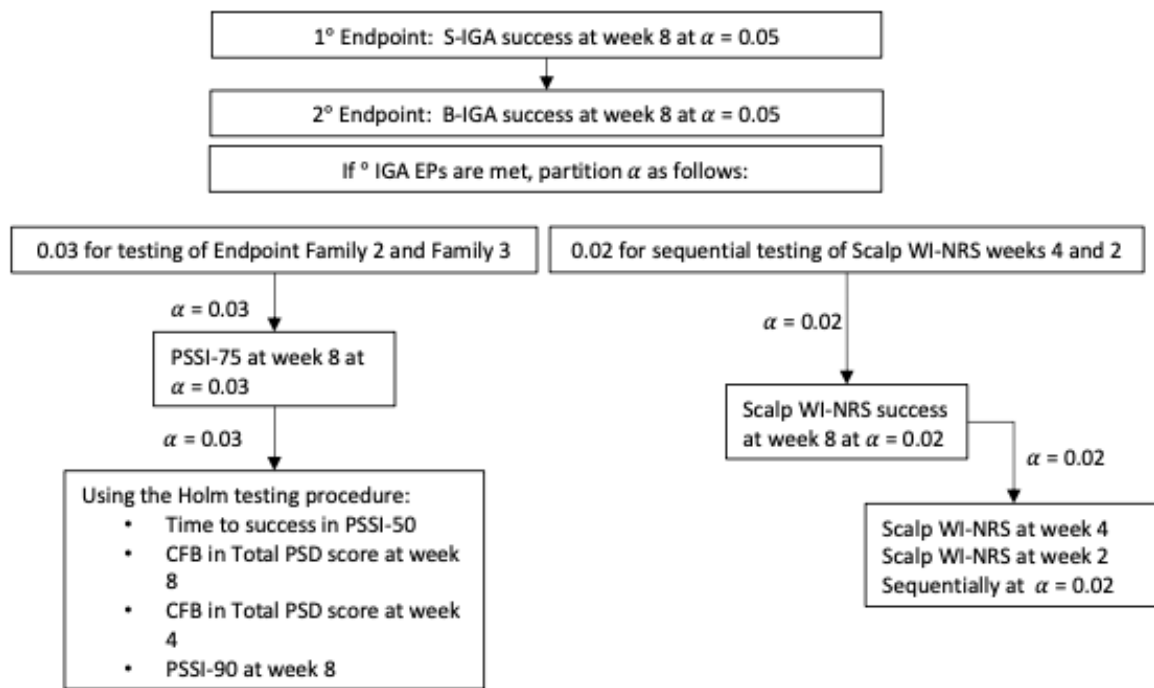 1° Endpoint: S-IGA success at week 8 at α = 0.05
2° Endpoint: B-IGA success at week 8 at α = 0.05
If ° IGA EPs are met, partition α as follows:
0.03 for testing of Endpoint Family 2 and Family 3
0.02 for sequential testing of Scalp WI-NRS weeks 4 and 2
α = 0.03
α = 0.02
PSSI-75 at week 8 at
α = 0.03
Scalp WI-NRS success
at week 8 at α = 0.02
α = 0.03
α = 0.02
Using the Holm testing procedure:
• Time to success in PSSI-50
• CFB in Total PSD score at week
8
• CFB in Total PSD score at week
4
• PSSI-90 at week 8
Scalp WI-NRS at week 4
Scalp WI-NRS at week 2
Sequentially at α = 0.02